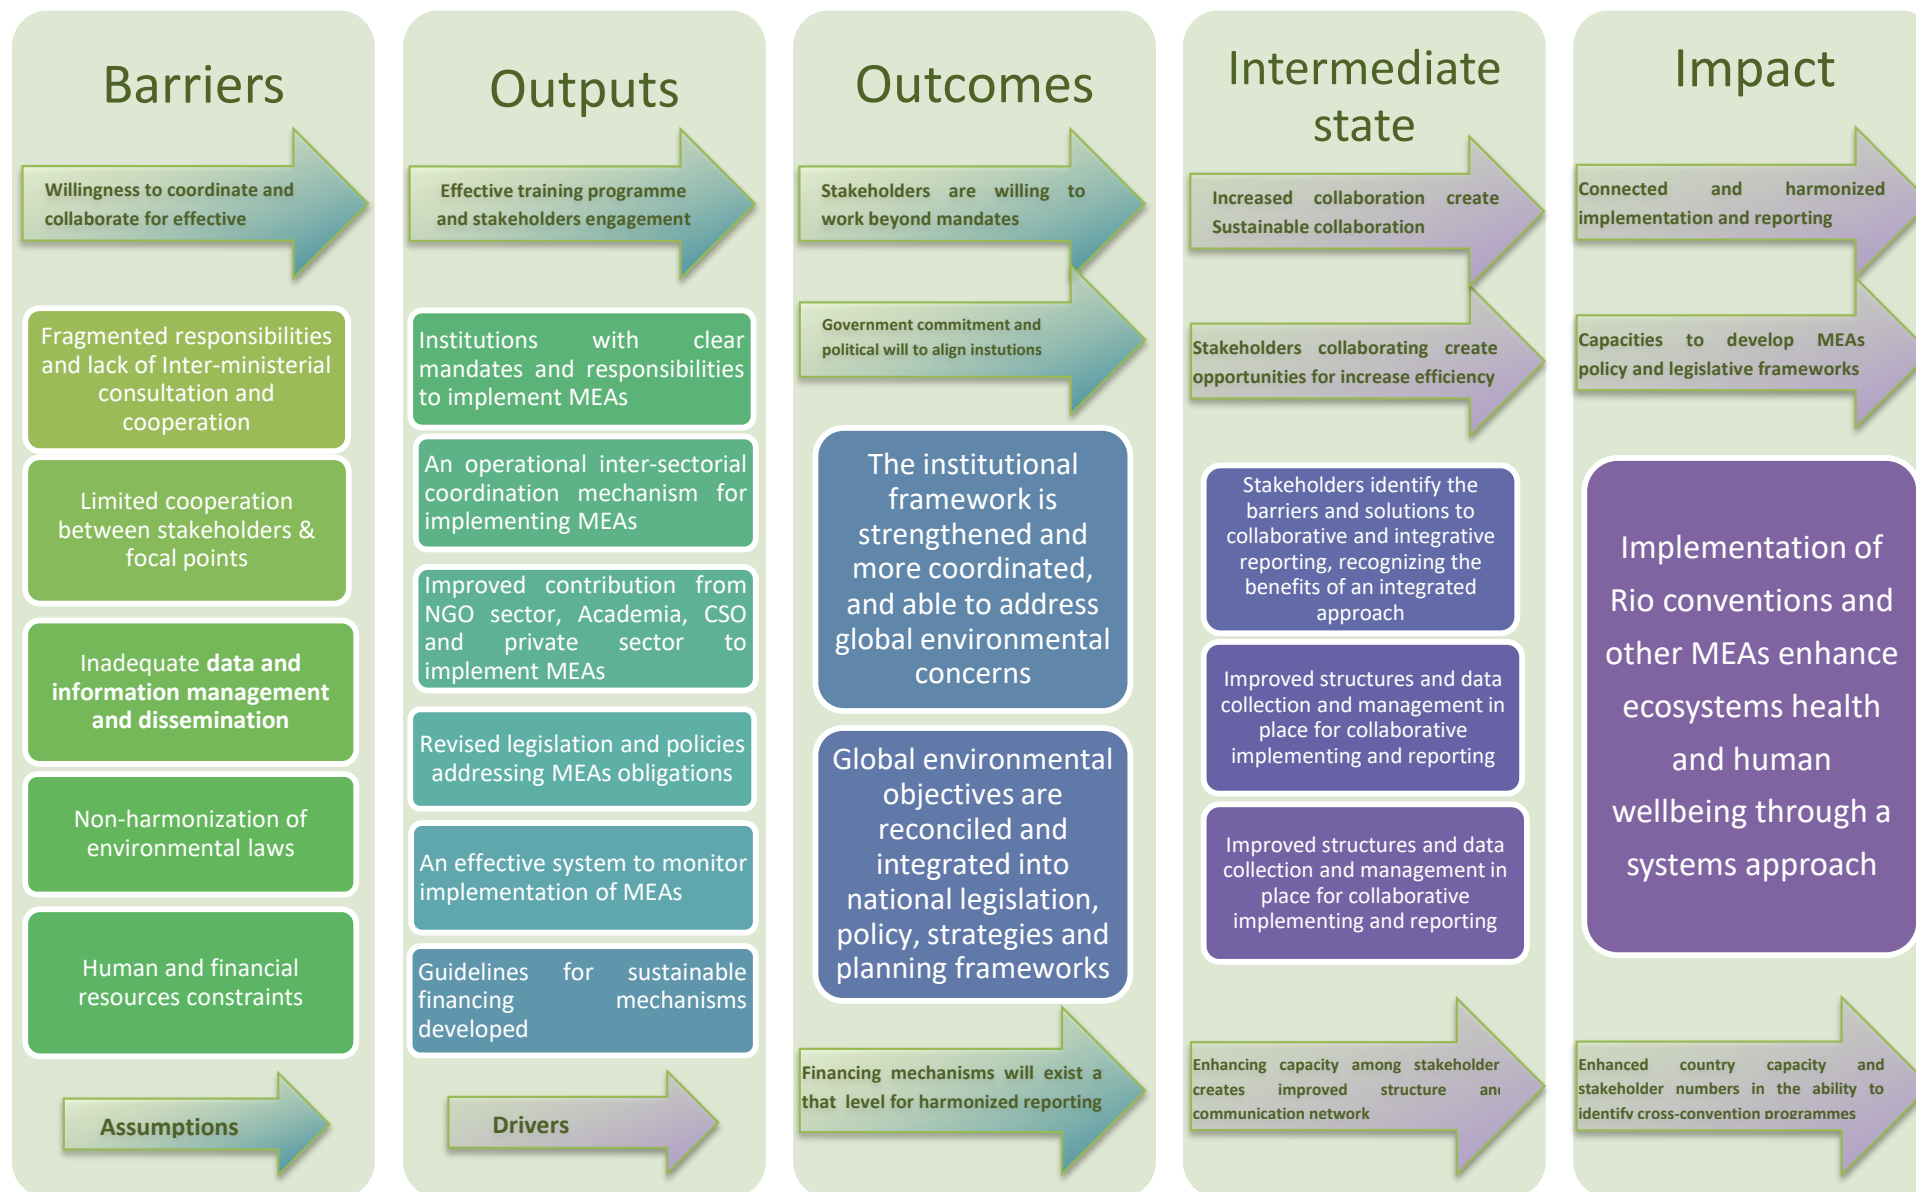 Barriers
Willingness to coordinate and
collaborate for effective
Fragmented responsibilities
and lack of Inter-ministerial
consultation and
cooperation
Limited cooperation
between stakeholders &
focal points
Inadequate data and
information management
and dissemination
Non-harmonization of
environmental laws
Human and financial
resources constraints
Assumptions
Outputs
Effective training programme
and stakeholders engagement
Institutions with clear
mandates and responsibilities
to implement MEAs
An operational inter-sectorial
coordination mechanism for
implementing MEAs
Improved contribution from
NGO sector, Academia, CSO
and private sector to
implement MEAs
Revised legislation and policies
addressing MEAs obligations
An effective system to monitor
implementation of MEAs
Guidelines for sustainable
financing mechanisms
developed
Drivers
Outcomes
Stakeholders are willing to
work beyond mandates
Government commitment and
political will to align instutions
The institutional
framework is
strengthened and
more coordinated,
and able to address
global environmental
concerns
Global environmental
objectives are
reconciled and
integrated into
national legislation,
policy, strategies and
planning frameworks
Financing mechanisms will exist a
that level for harmonized reporting
Intermediate
state
Increased collaboration create
Sustainable collaboration
Stakeholders collaborating create
opportunities for increase efficiency
Stakeholders identify the
barriers and solutions to
collaborative and integrative
reporting, recognizing the
benefits of an integrated
approach
Improved structures and data
collection and management in
place for collaborative
implementing and reporting
Improved structures and data
collection and management in
place for collaborative
implementing and reporting
Enhancing capacity among stakeholder
creates improved structure and
communication network
Impact
Connected and harmonized
implementation and reporting
Capacities to develop MEAs
policy and legislative frameworks
Implementation of
Rio conventions and
other MEAs enhance
ecosystems health
and human
wellbeing through a
systems approach
Enhanced country capacity and
stakeholder numbers in the ability to
identify cross-convention programmes